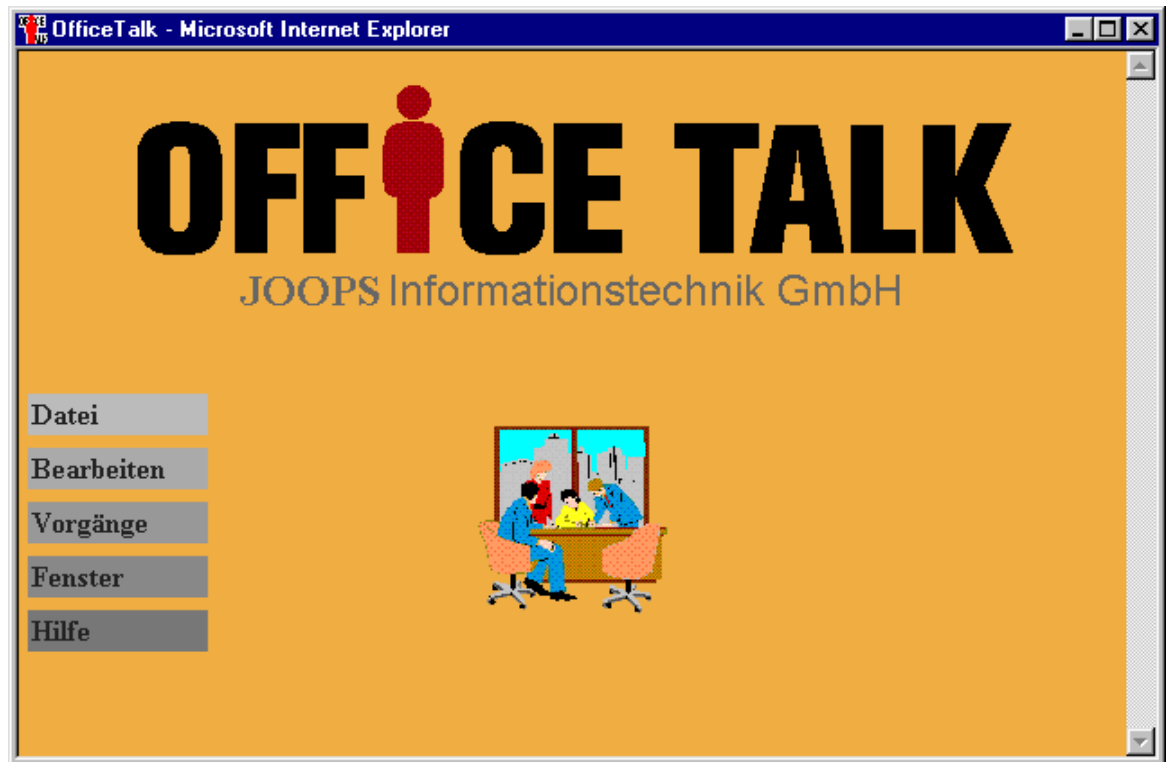 OfficeTalk - Microsoft Internet Explorer
OFFICE TALK
JOOPS Informationstechnik GmbH
Datei
Bearbeiten
Vorgänge
Fenster
Hilfe